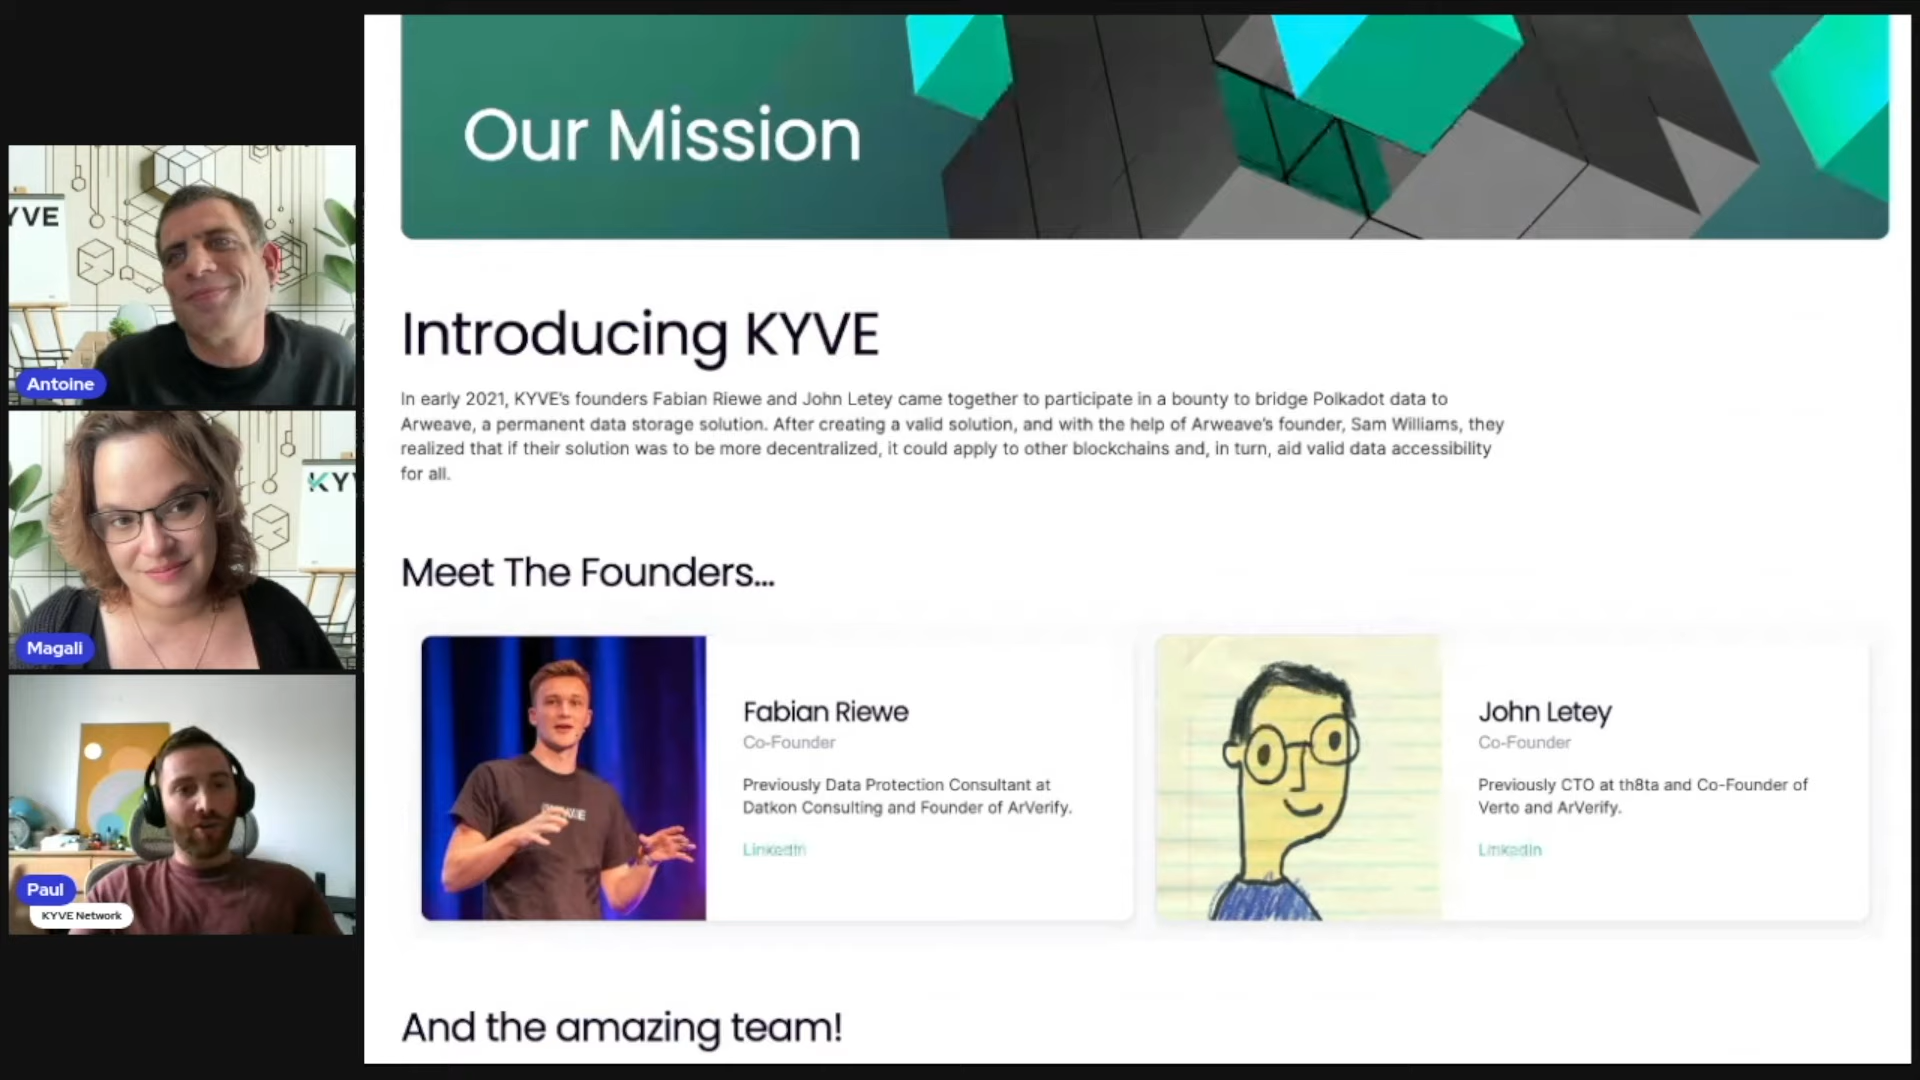 YVE
Antoine
KY
Magali
Paul
KYVE Network
Our Mission
Introducing KYVE
In early 2021, KYVE's founders Fabian Riewe and John Letey came together to participate in a bounty to bridge Polkadot data to
Arweave, a permanent data storage solution. After creating a valid solution, and with the help of Arweave's founder, Sam Williams, they
realized that if their solution was to be more decentralized, it could apply to other blockchains and, in turn, aid valid data accessibility
for all.
Meet The Founders...
Fabian Riewe
Co-Founder
Previously Data Protection Consultant at
Datkon Consulting and Founder of ArVerify.
LinkedIn
John Letey
Co-Founder
Previously CTO at th8ta and Co-Founder of
Verto and ArVerify.
LinkedIn
And the amazing team!